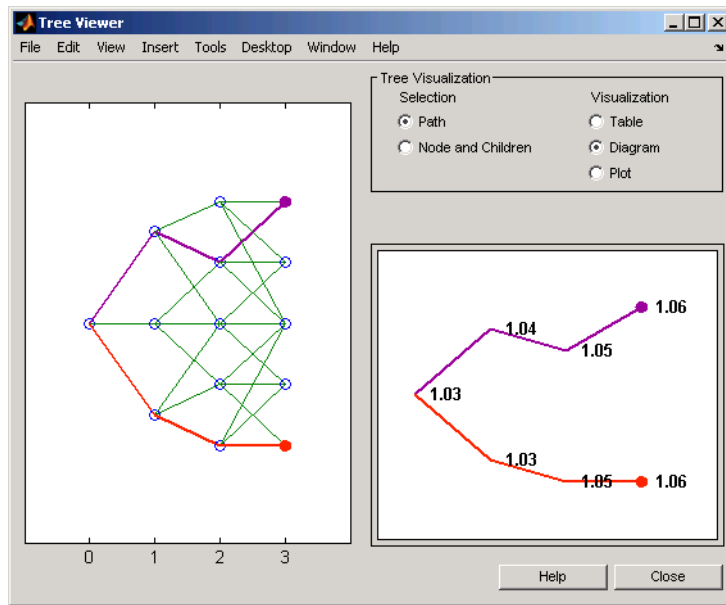 Tree Viewer
File Edit View Insert Tools Desktop Window Help
Tree Visualization
Selection Visualization
Path Table
Node and Children Diagram
Plot
0 1 2 3
1.06
1.04
1.05
1.03
1.03
1.05 1.06
Help Close